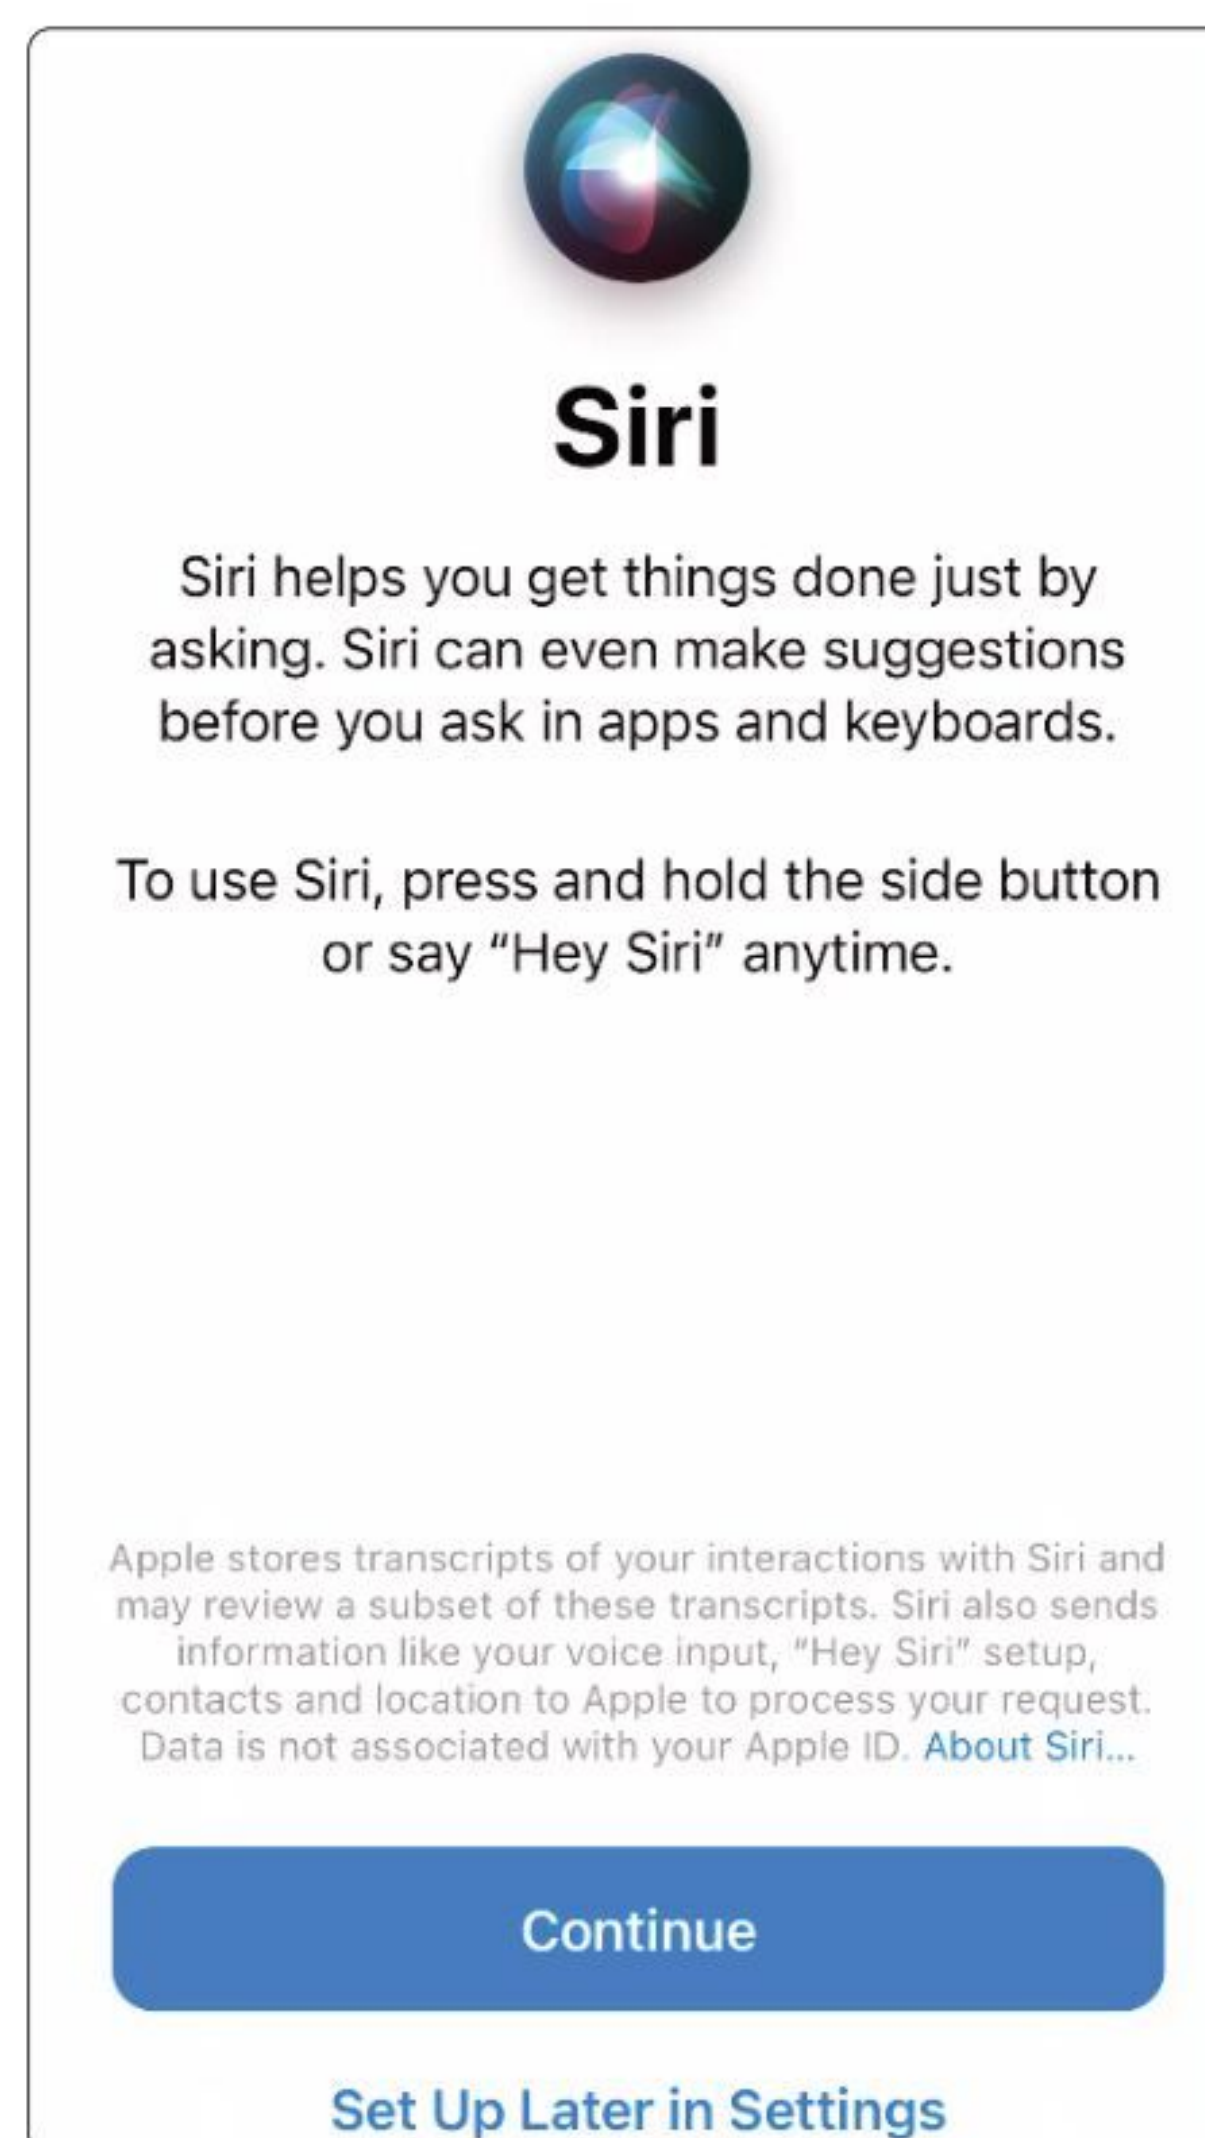 Siri
Siri helps you get things done just by
asking. Siri can even make suggestions
before you ask in apps and keyboards.
To use Siri, press and hold the side button
or say “Hey Siri” anytime.
Apple stores transcripts of your interactions with Siri and
may review a subset of these transcripts. Siri also sends
information like your voice input, “Hey Siri” setup,
contacts and location to Apple to process your request.
Data is not associated with your Apple ID. About Siri...
Continue
Set Up Later in Settings